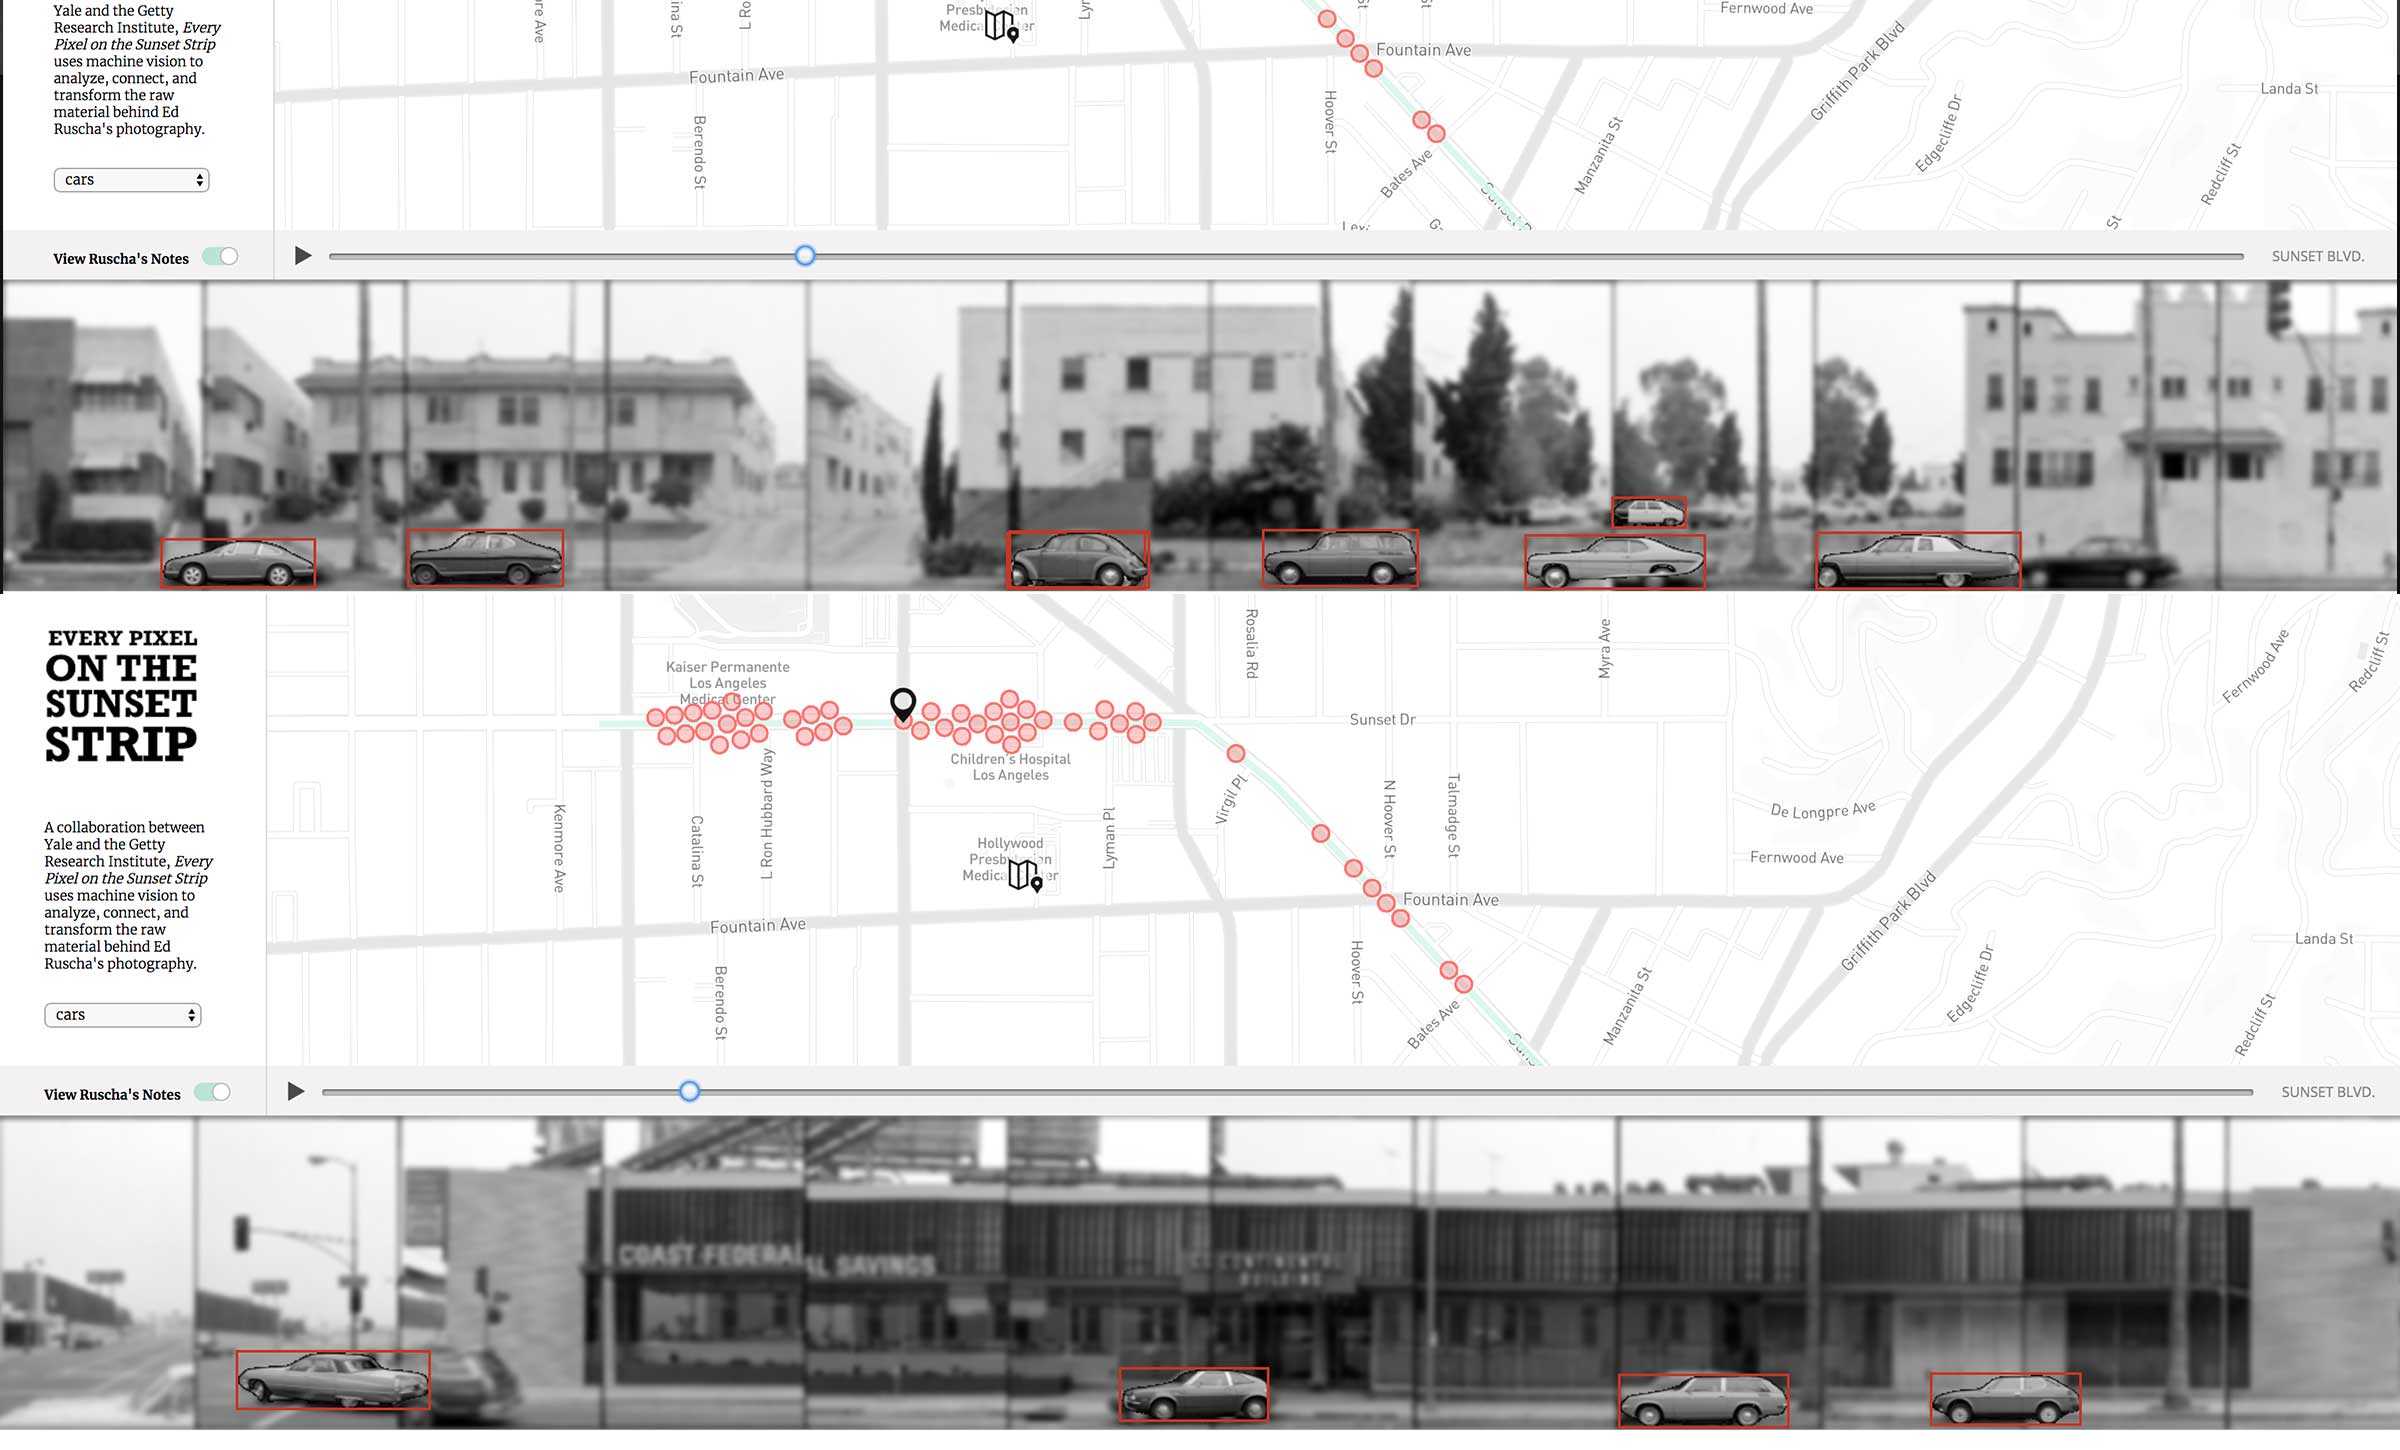 Yale and the Getty
Research Institute, Every
Pixel on the Sunset Strip
uses machine vision to
analyze, connect, and
transform the raw
material behind Ed
Ruscha's photography.
cars
Fountain Ave
Berendo St
Hoover St
Fountain Ave
Bates Ave
Manzanita St
Fernwood Ave
Griffith Park Blvd
Edgecliffe Dr
Landa St
Redcliff St
St
View Ruscha's Notes
SUNSET BLVD.
EVERY PIXEL
ON THE
SUNSET
STRIP
A collaboration between
Yale and the Getty
Research Institute, Every
Pixel on the Sunset Strip
uses machine vision to
analyze, connect, and
transform the raw
material behind Ed
Ruscha's photography.
cars
Kaiser Permanente
Los Angeles
Medical Center
Children's Hospital
Los Angeles
Hollywood
Kenmore Ave
Catalina St
L Ron Hubbard Way
Lyman Pl
Virgil Pl
Rosalia Rd
Sunset Dr
N Hoover St
Talmadge St
Myra Ave
De Longpre Ave
Fernwood Ave
Fernwood Ave
Redcliff St
Fountain Ave
Fountain Ave
Berendo St
Hoover St
Bates Ave
Manzanita St
Griffith Park Blvd
Edgecliffe Dr
Landa St
Redcliff St
View Ruscha's Notes
SUNSET BLVD.
COAST FEDERAL
AL SAVINGS
CONTINENTAL
BUILDING